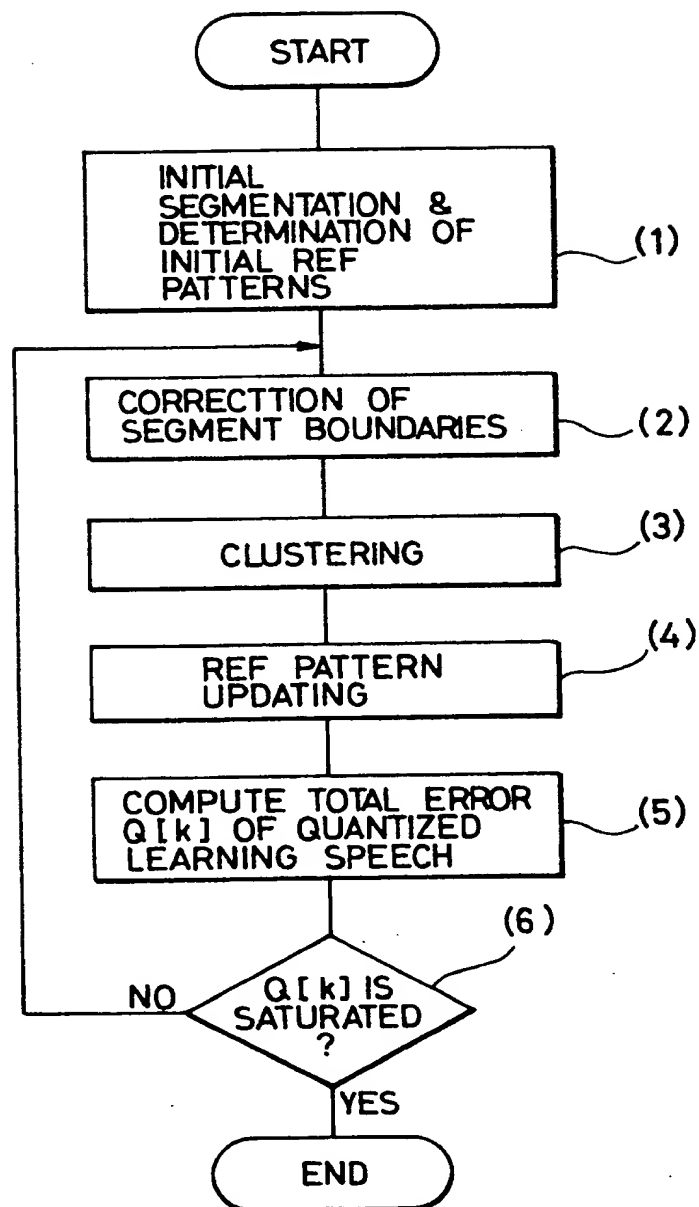 START
INITIAL
SEGMENTATION &
DETERMINATION OF
INITIAL REF
PATTERNS
(1)
CORRECTTION OF
SEGMENT BOUNDARIES
(2)
CLUSTERING
(3)
REF PATTERN
UPDATING
(4)
COMPUTE TOTAL ERROR
Q[k] OF QUANTIZED
LEARNING SPEECH
(5)
(6)
Q[k] IS
SATURATED
?
NO
YES
END